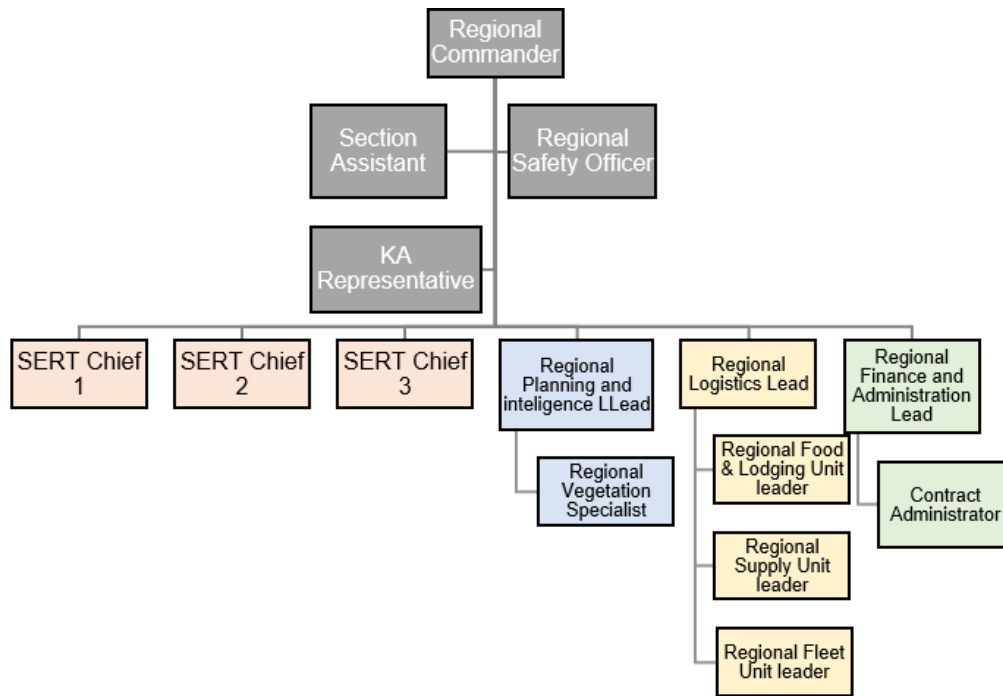 Regional
Commander
Section
Assistant
Regional
Safety Officer
KA
Representative
SERT Chief
1
SERT Chief
2
SERT Chief
3
Regional
Planning and
inteligence LLead
Regional
Logistics Lead
Regional
Finance and
Administration
Lead
Regional
Vegetation
Specialist
Regional Food
& Lodging Unit
leader
Contract
Administrator
Regional
Supply Unit
leader
Regional Fleet
Unit leader